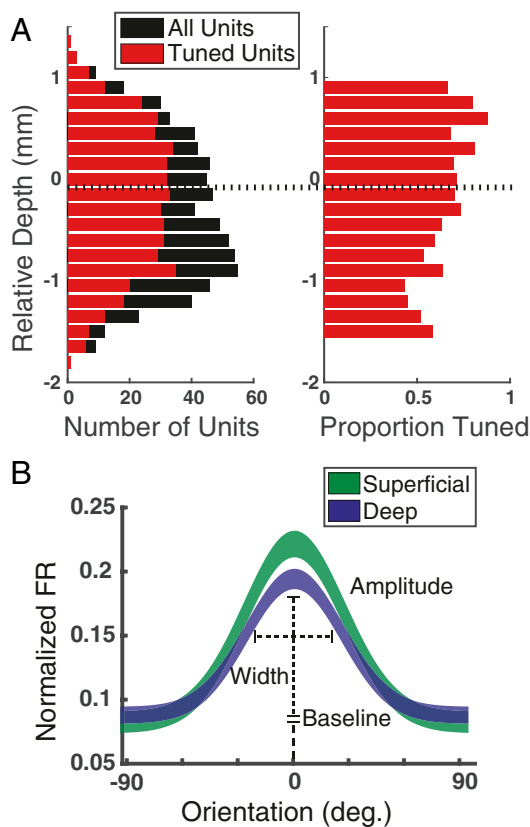 A
All Units
Tuned Units
Relative Depth (mm)
1
0
-1
-2
0
20
40
60
Number of Units
1
0
-1
-2
0
0.5
1
Proportion Tuned
B
Superficial
Deep
Normalized FR
0.25
0.2
0.15
0.1
0.05
Amplitude
Width
Baseline
-90
0
90
Orientation (deg.)